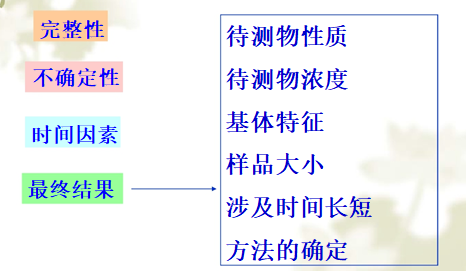 完整性
不确定性
时间因素
最终结果
待测物性质
待测物浓度
基体特征
样品大小
涉及时间长短
方法的确定